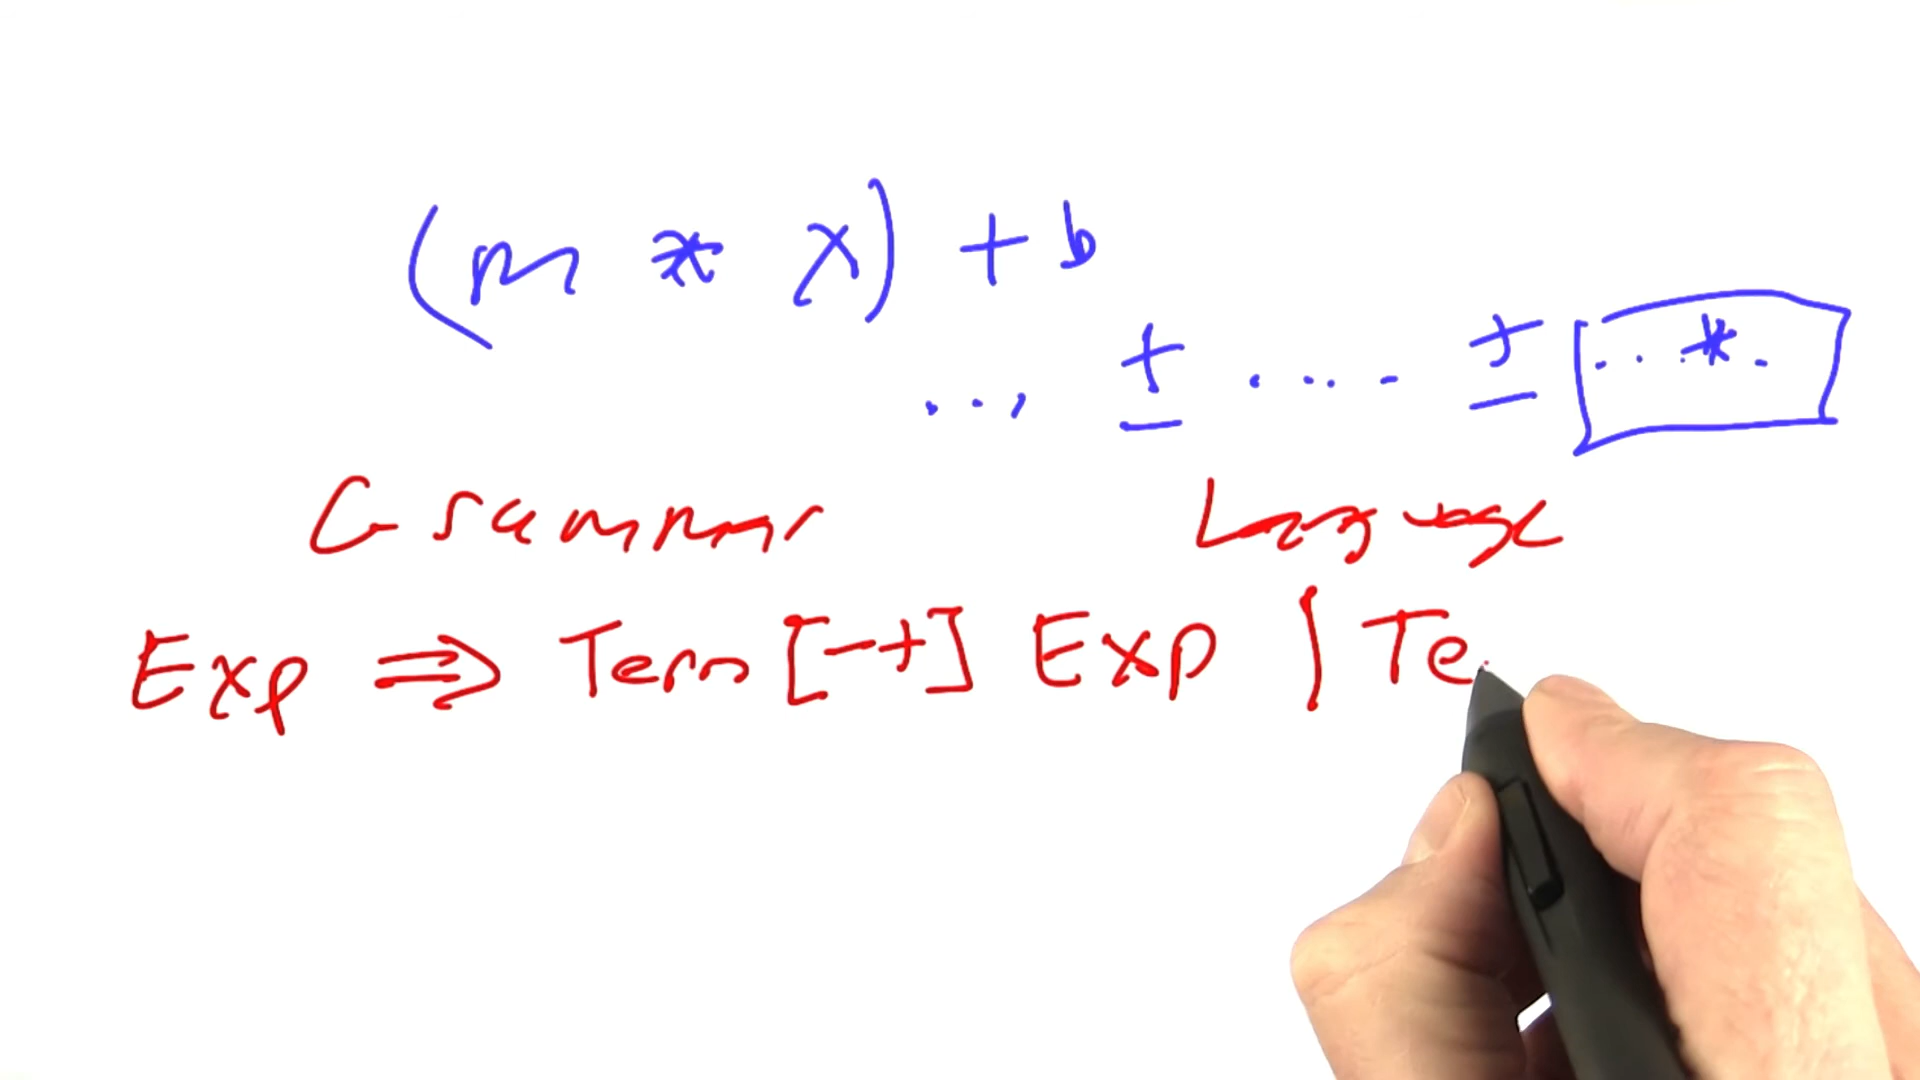 (m * x) + b
..., ± .... ± ...*.
Grammar Language
Exp ⇒ Term [-+] Exp | Te